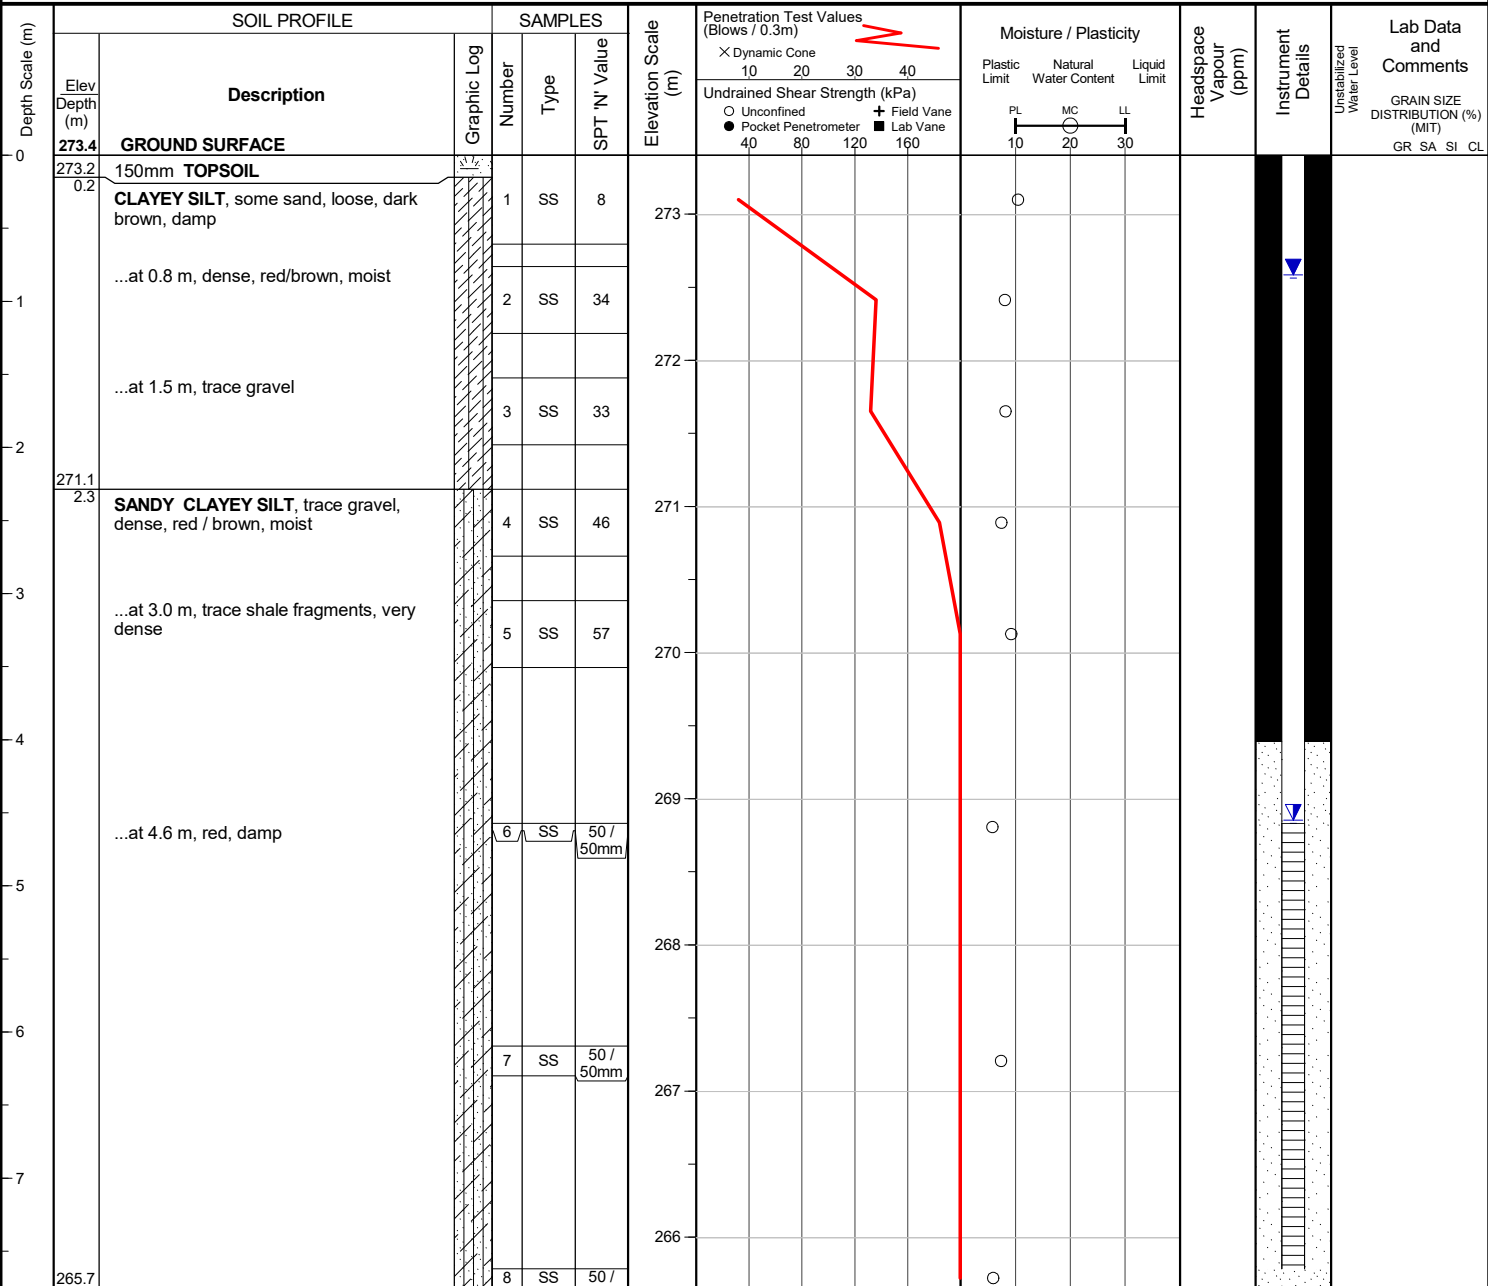 SOIL PROFILE
SAMPLES
Depth Scale (m)
Elev
Depth
(m)
Description
Graphic Log
Number
Type
SPT 'N' Value
Elevation Scale
(m)
Penetration Test Values
(Blows / 0.3m)
× Dynamic Cone
10 20 30 40
Undrained Shear Strength (kPa)
Unconfined + Field Vane
Pocket Penetrometer Lab Vane
40 80 120 160
Moisture / Plasticity
Plastic
Limit
Natural
Water Content
Liquid
Limit
PL MC LL
10 20 30
Headspace
Vapour
(ppm)
Instrument
Details
Unstabilized
Water Level
Lab Data
and
Comments
GRAIN SIZE
DISTRIBUTION (%)
(MIT)
GR SA SI CL
273.4 GROUND SURFACE
0
273.2 150mm TOPSOIL
0.2
CLAYEY SILT, some sand, loose, dark
brown, damp
1 SS 8
273
...at 0.8 m, dense, red/brown, moist
1
2 SS 34
272
...at 1.5 m, trace gravel
3 SS 33
2
271.1
2.3
SANDY CLAYEY SILT, trace gravel,
dense, red / brown, moist
4 SS 46
271
3
...at 3.0 m, trace shale fragments, very
dense
5 SS 57
270
4
269
...at 4.6 m, red, damp
6 SS 50 /
50mm
5
268
6
7 SS 50 /
50mm
267
7
266
265.7
8 SS 50 /